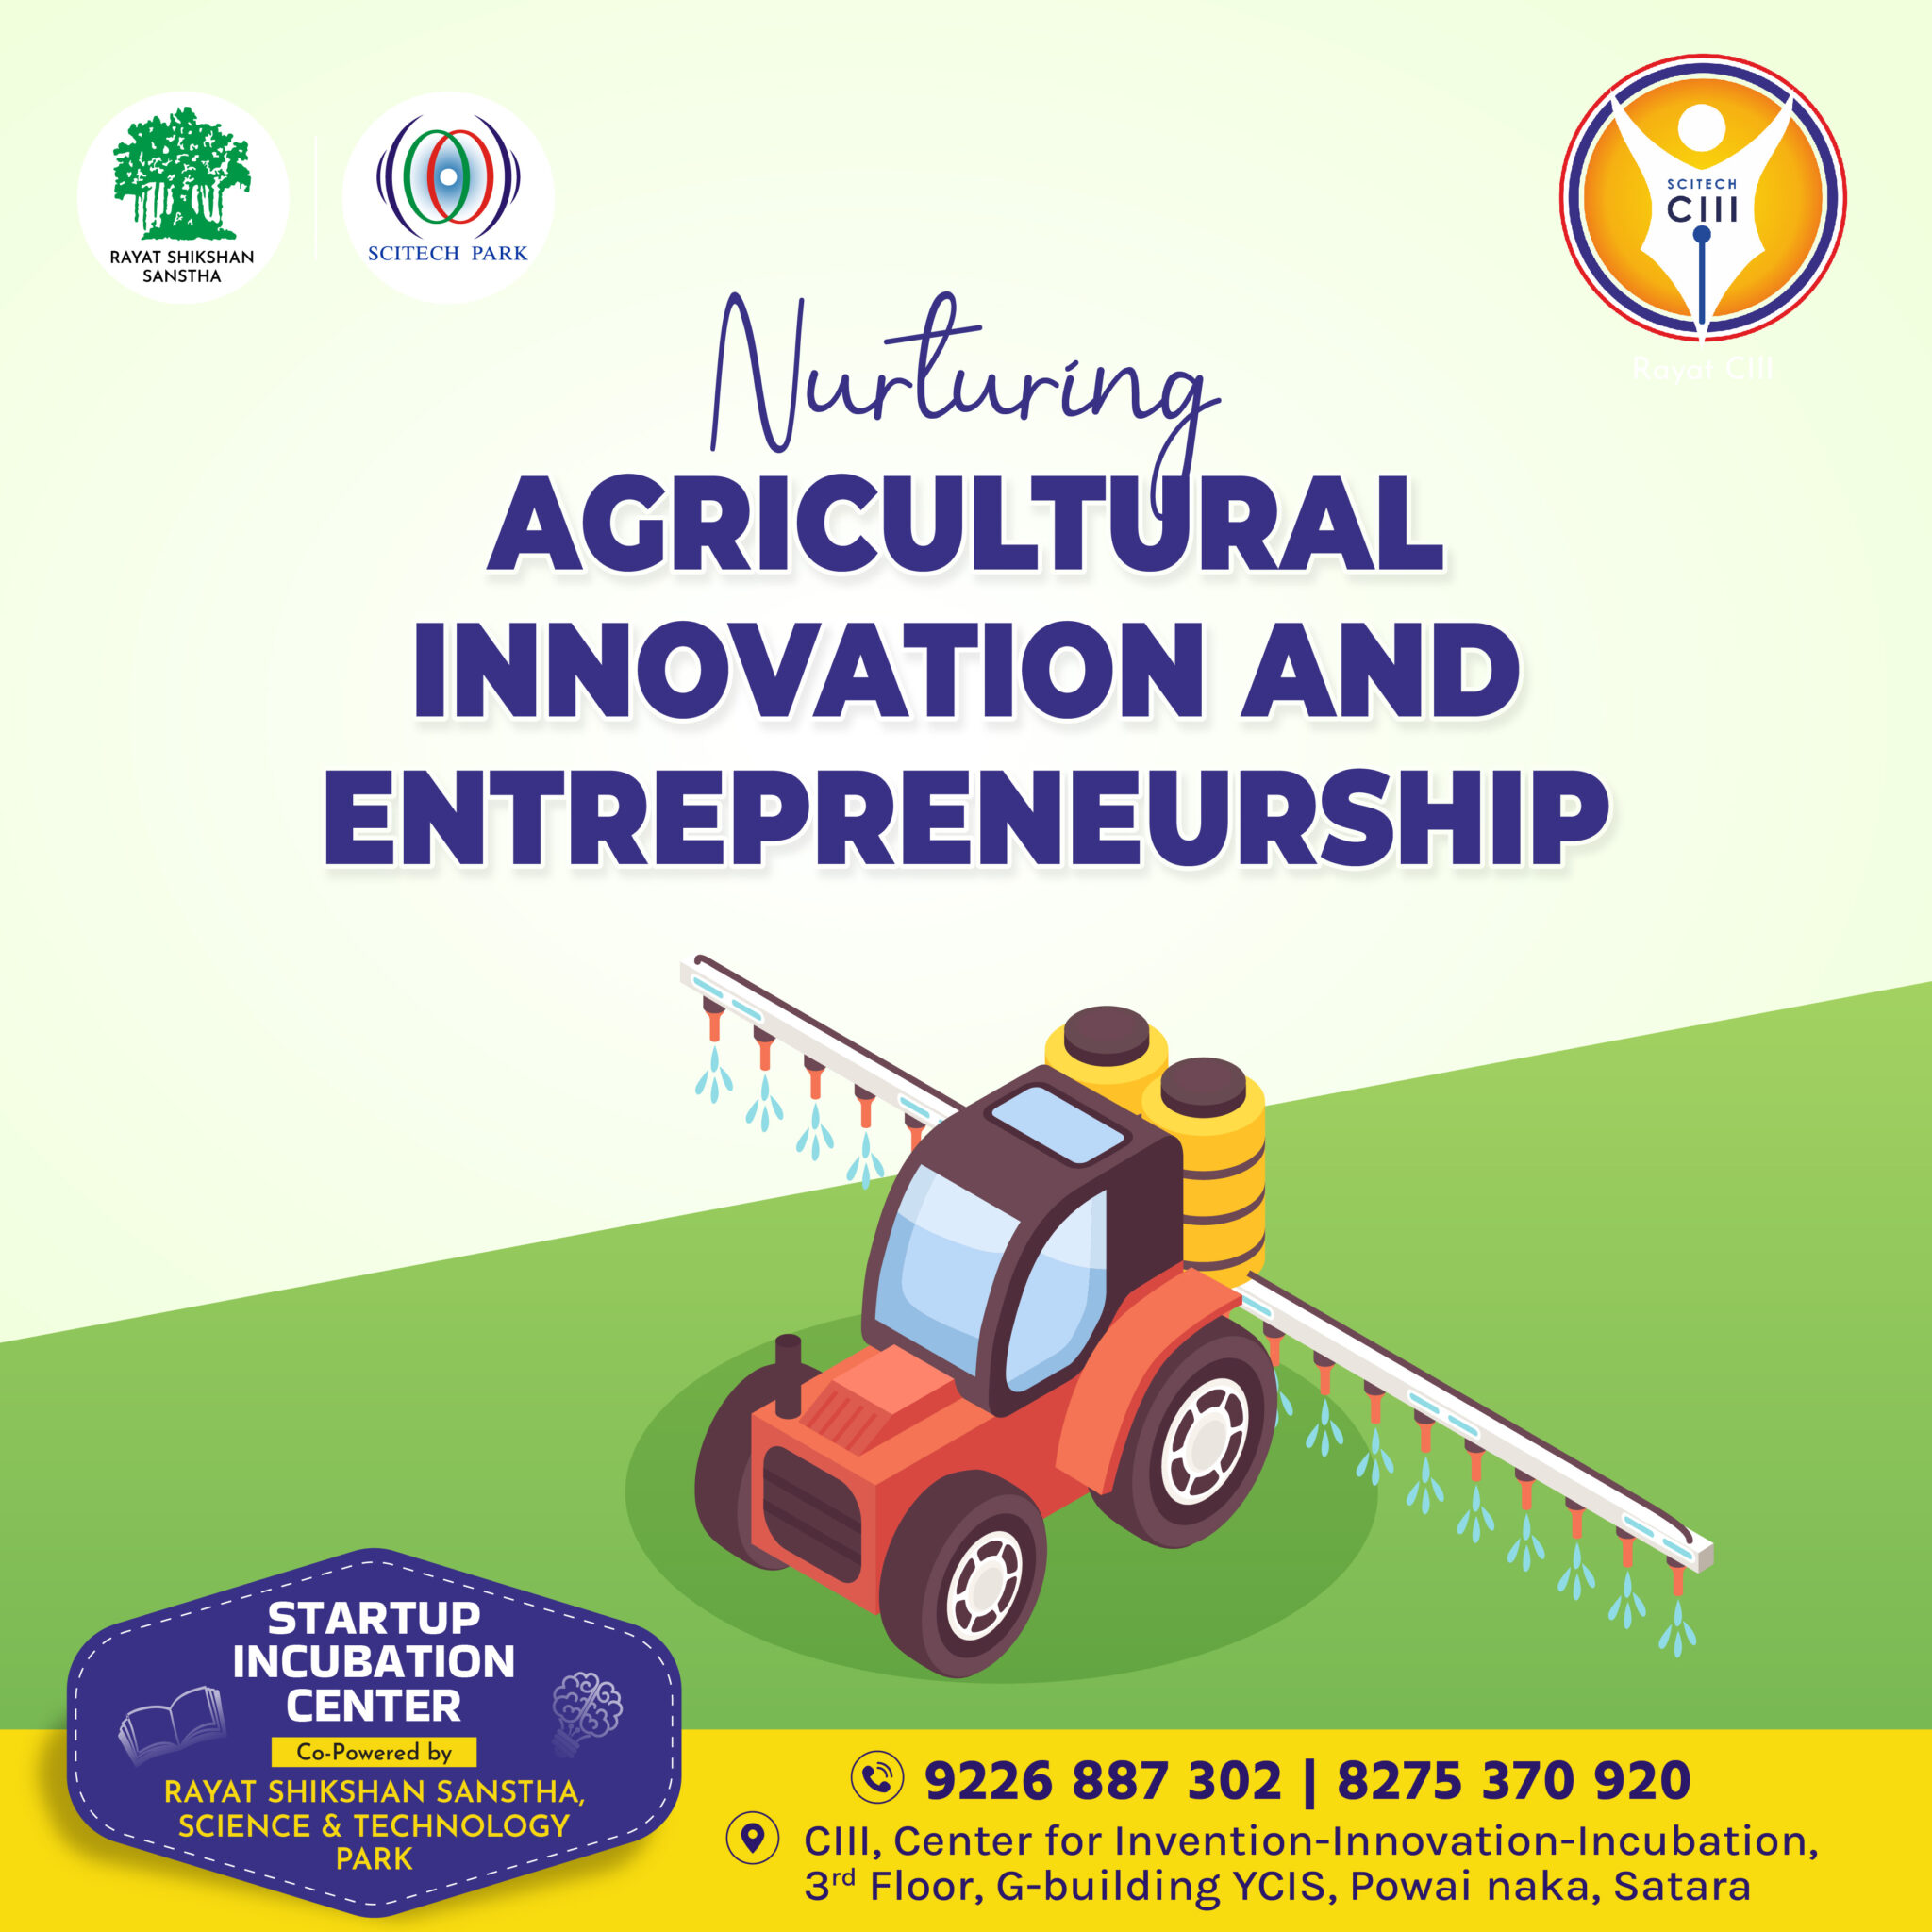 RAYAT SHIKSHAN
SANSTHA
SCITECH PARK
SCITECH
CIII
Rayat CIII
Nurturing
AGRICULTURAL
INNOVATION AND
ENTREPRENEURSHIP
STARTUP
INCUBATION
CENTER
Co-Powered by
RAYAT SHIKSHAN SANSTHA,
SCIENCE & TECHNOLOGY
PARK
9226 887 302 | 8275 370 920
CIII, Center for Invention-Innovation-Incubation,
3rd Floor, G-building YCIS, Powai naka, Satara